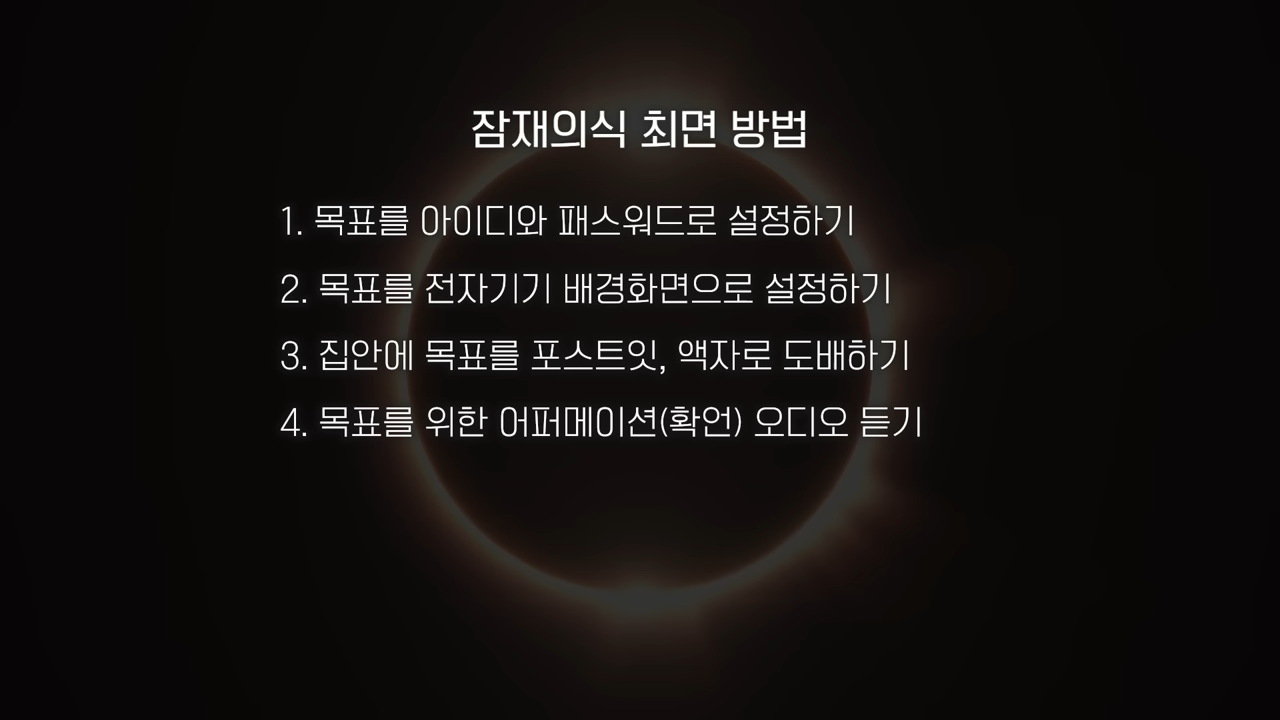 잠재의식 최면 방법
1. 목표를 아이디와 패스워드로 설정하기
2. 목표를 전자기기 배경화면으로 설정하기
3. 집안에 목표를 포스트잇, 액자로 도배하기
4. 목표를 위한 어퍼메이션(확언) 오디오 듣기